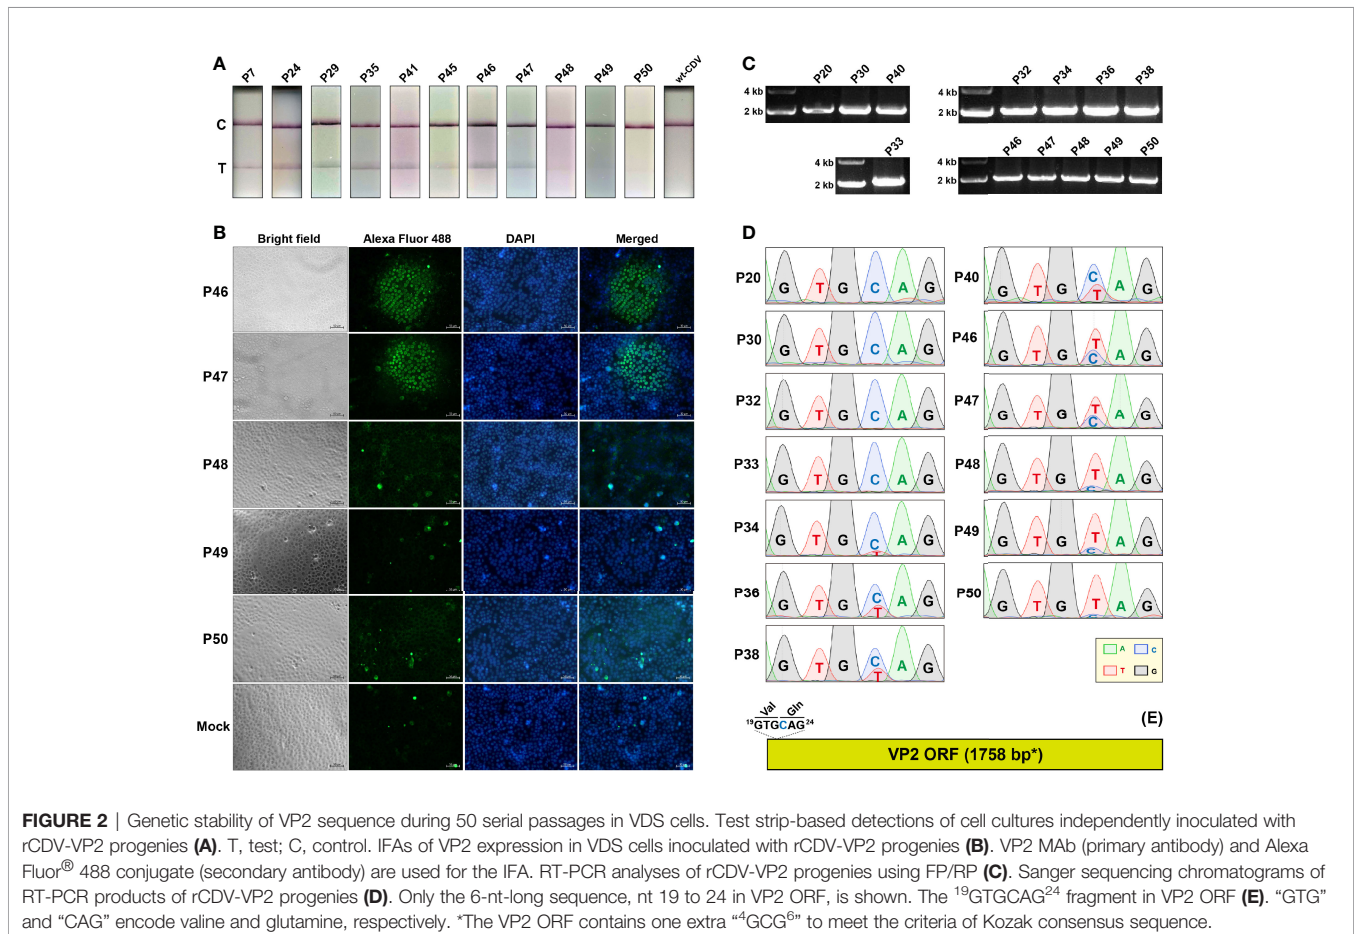 A
P7 P24 P29 P35 P41 P45 P46 P47 P48 P49 P50 wt-CDV
C
T
C
P20 P30 P40
4 kb
2 kb
P32 P34 P36 P38
4 kb
2 kb
P33
4 kb
2 kb
P46 P47 P48 P49 P50
4 kb
2 kb
B
Bright field Alexa Fluor 488 DAPI Merged
P46
P47
P48
P49
P50
Mock
D
P20 G T G C A G
P30 G T G C A G
P32 G T G C A G
P33 G T G C A G
P34 G T G C T A G
P36 G T G C T A G
P38 G T G C T A G
P40 G T G C T A G
P46 G T G T C A G
P47 G T G T C A G
P48 G T G T C A G
P49 G T G T C A G
P50 G T G T C A G
A C
T G
Val Gln
19GTGCAG24
(E)
VP2 ORF (1758 bp*)
FIGURE 2 | Genetic stability of VP2 sequence during 50 serial passages in VDS cells. Test strip-based detections of cell cultures independently inoculated with
rCDV-VP2 progenies (A). T, test; C, control. IFAs of VP2 expression in VDS cells inoculated with rCDV-VP2 progenies (B). VP2 MAb (primary antibody) and Alexa
Fluor® 488 conjugate (secondary antibody) are used for the IFA. RT-PCR analyses of rCDV-VP2 progenies using FP/RP (C). Sanger sequencing chromatograms of
RT-PCR products of rCDV-VP2 progenies (D). Only the 6-nt-long sequence, nt 19 to 24 in VP2 ORF, is shown. The 19GTGCAG24 fragment in VP2 ORF (E). “GTG”
and “CAG” encode valine and glutamine, respectively. *The VP2 ORF contains one extra “4GCG6” to meet the criteria of Kozak consensus sequence.